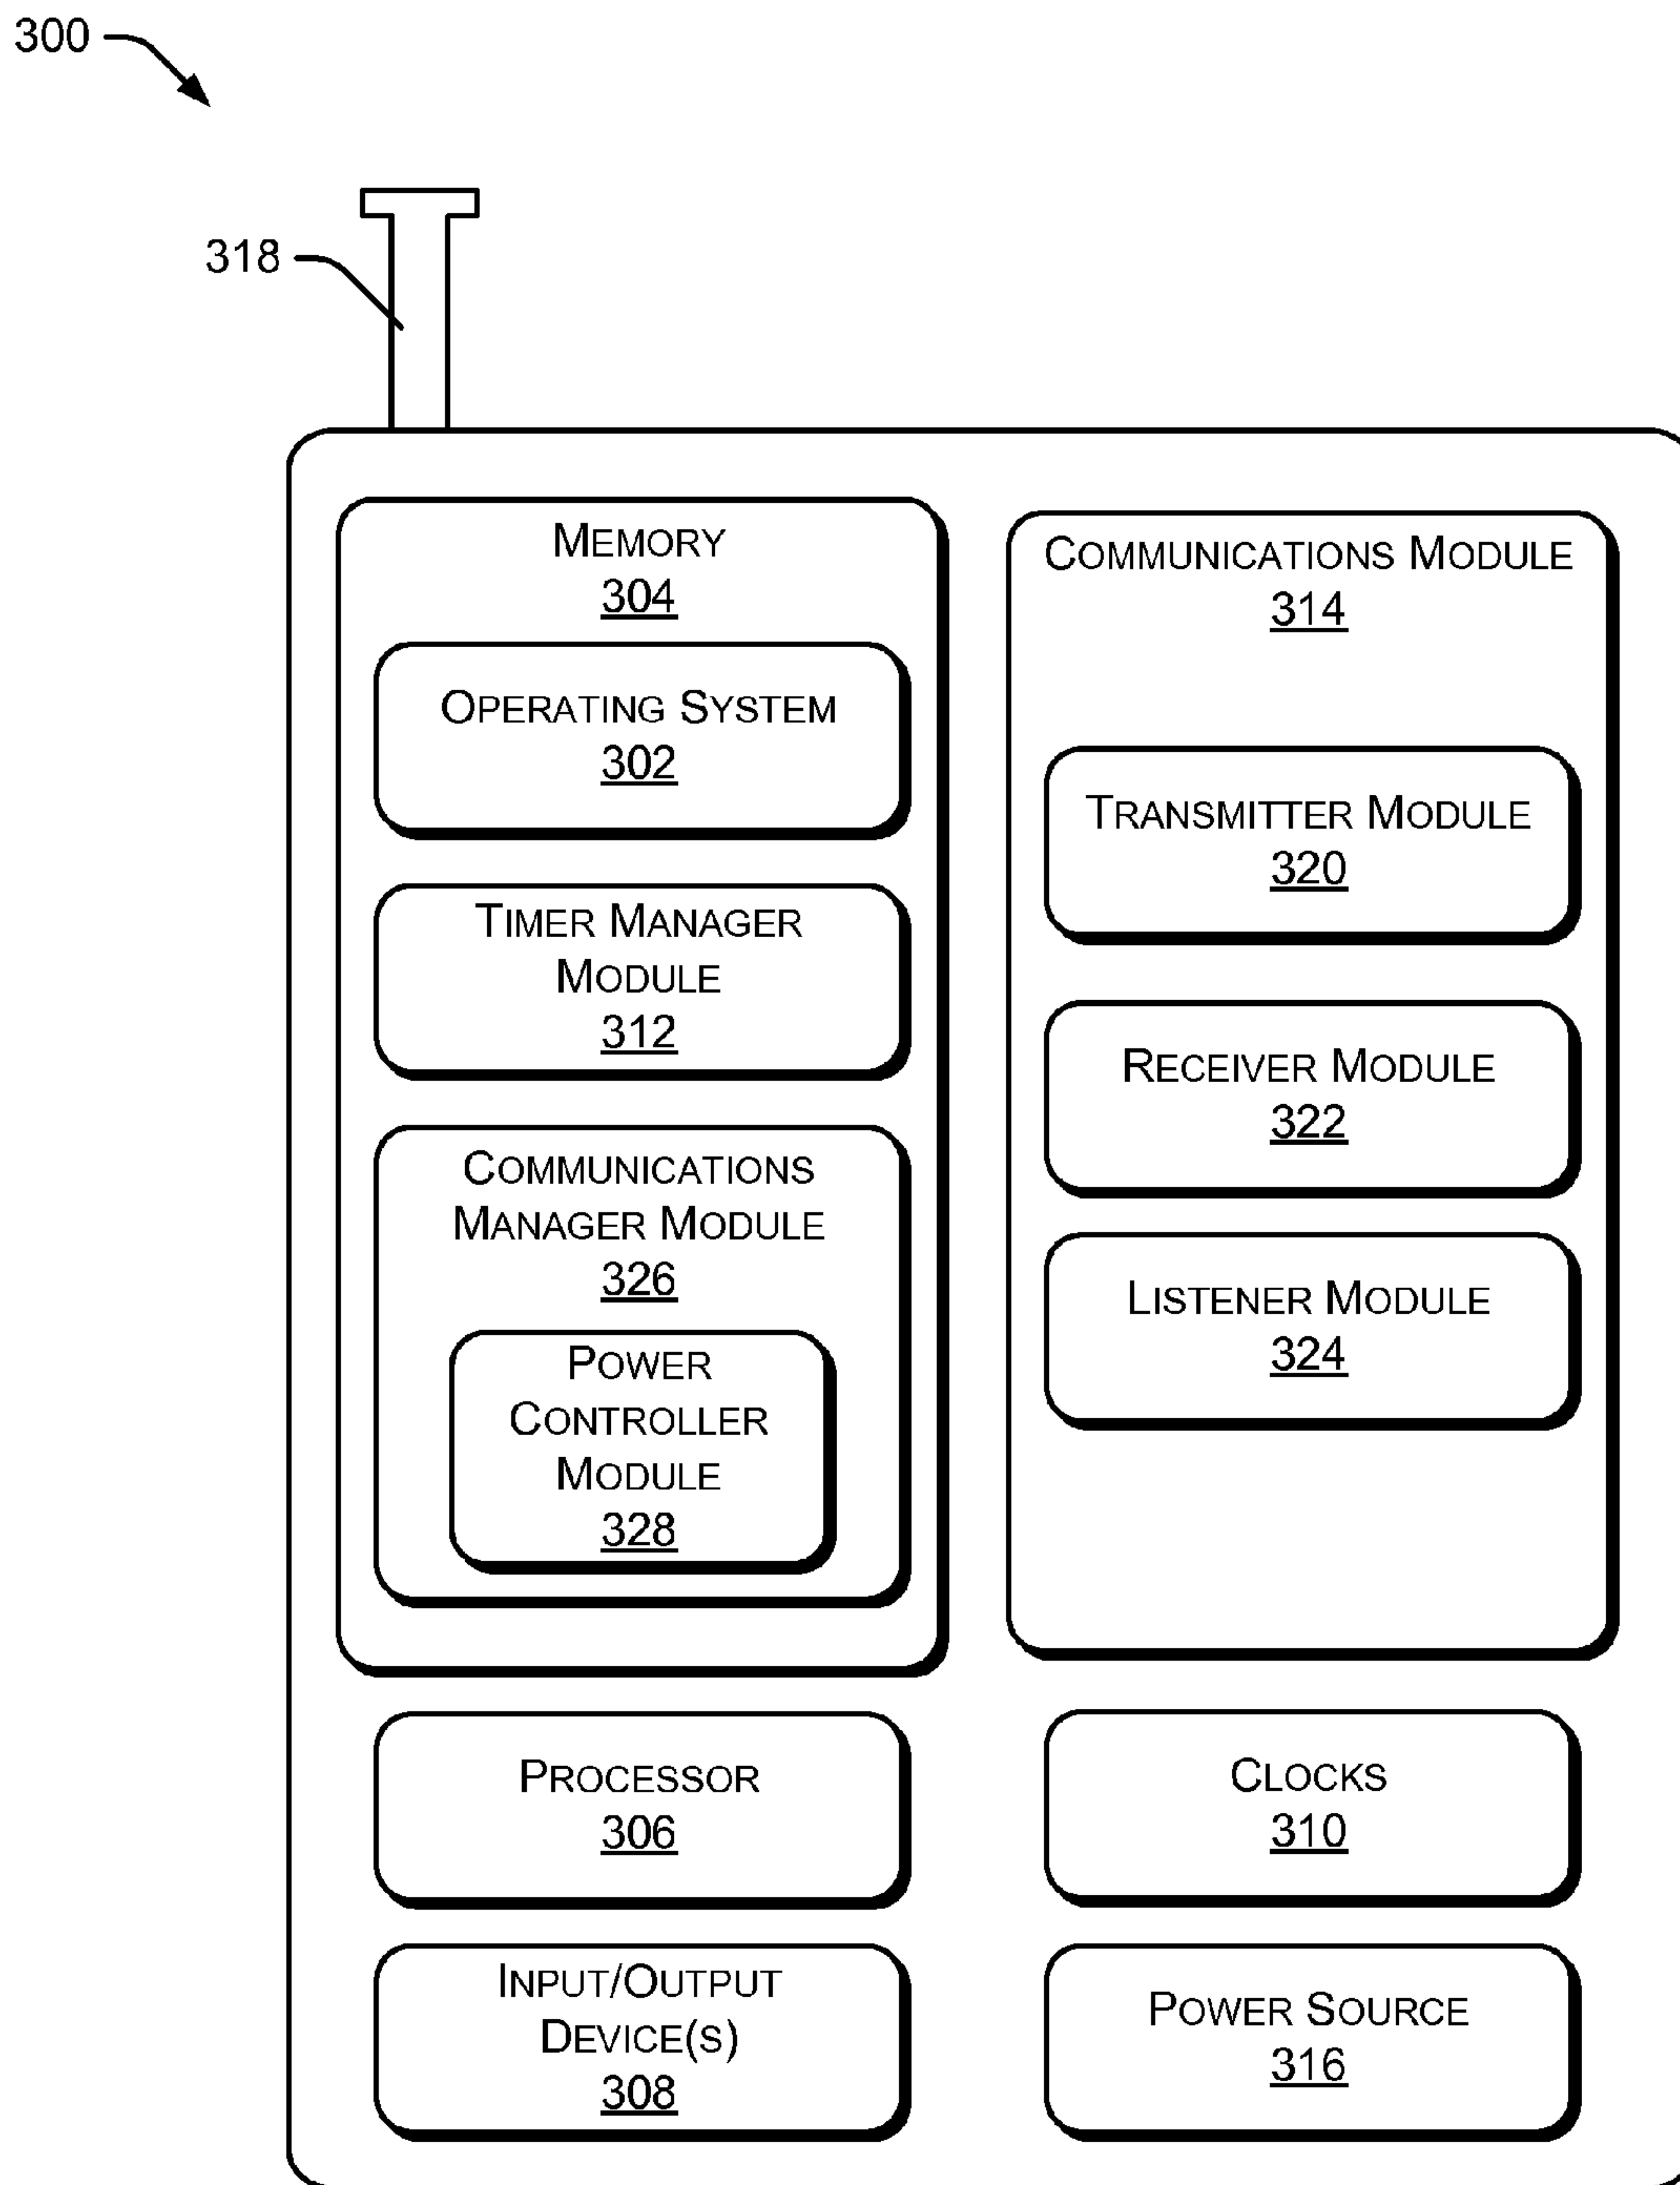 300
318
MEMORY
304
OPERATING SYSTEM
302
TIMER MANAGER
MODULE
312
COMMUNICATIONS
MANAGER MODULE
326
POWER
CONTROLLER
MODULE
328
COMMUNICATIONS MODULE
314
TRANSMITTER MODULE
320
RECEIVER MODULE
322
LISTENER MODULE
324
PROCESSOR
306
CLOCKS
310
INPUT/OUTPUT
DEVICE(S)
308
POWER SOURCE
316